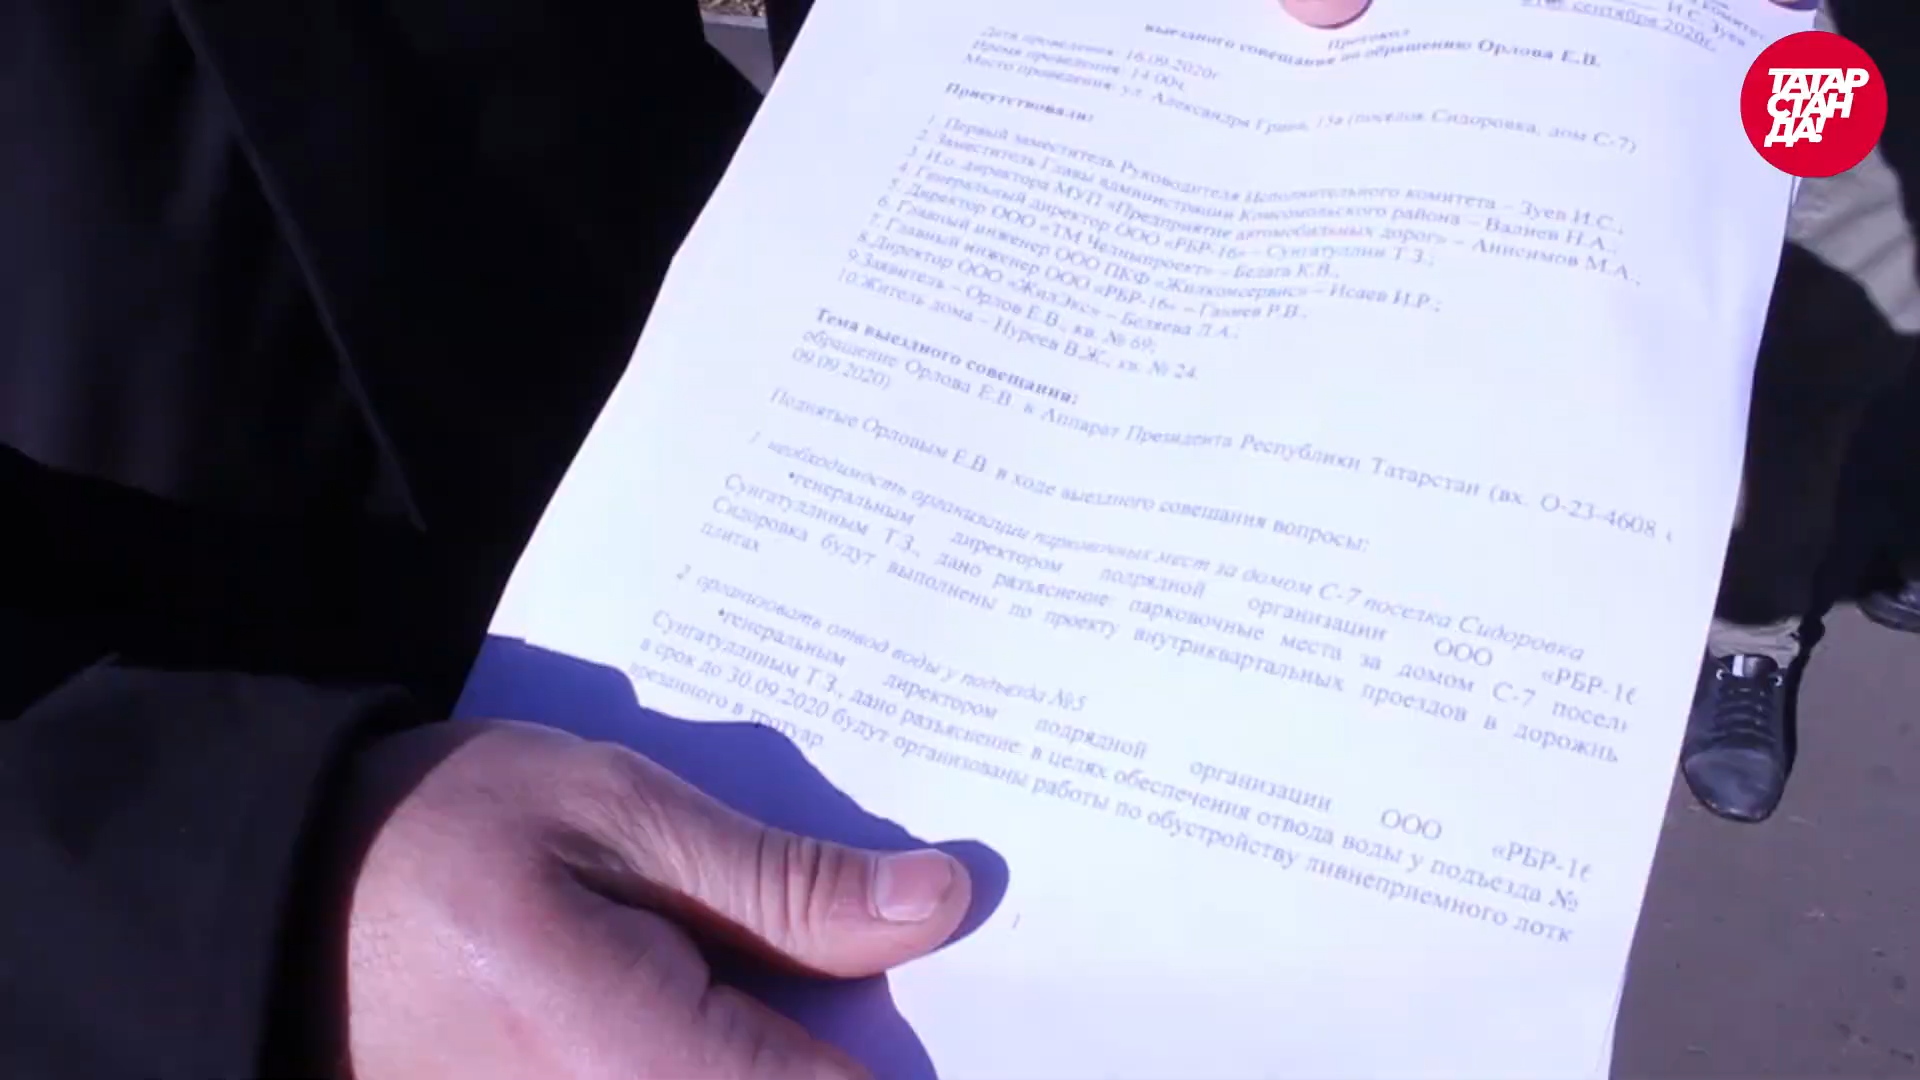 И.С. Зуев
сентября 2020г.
ТАТАР
СТАН
ДА!
Протокол
выездного совещания по обращению Орлова Е.В.
Дата проведения: 16.09.2020г.
Время проведения: 14-00ч.
Место проведения: ул. Александра Грина, 15а (поселок Сидоровка, дом С-7)
Присутствовали:
1. Первый заместитель Руководителя Исполнительного комитета – Зуев И.С.,
2. Заместитель Главы администрации Комсомольского района – Валиев Н.А.;
3. И.о. директора МУП «Предприятие автомобильных дорог» – Анисимов М.А.,
4. Генеральный директор ООО «РБР-16» – Сунгатуллин Т.З.;
5. Директор ООО «ТМ Челныпроект» – Белага К.В.,
6. Главный инженер ООО ПКФ «Жилкомсервис» – Исаев И.Р.;
7. Главный инженер ООО «РБР-16» – Р.В.,
8. Директор ООО «ЖилЭкс» – Беляева Л.А.;
9. Заявитель – Орлов Е.В., кв. № 69;
10. Житель дома – Нуреев В.Ж., кв. № 24.
Тема выездного совещания:
обращение Орлова Е.В. в Аппарат Президента Республики Татарстан (вх. О-23-4608
09.09.2020)
Поднятые Орловым Е.В. в ходе выездного совещания вопросы:
1. необходимость организации парковочных мест за домом С-7 поселка Сидоровка
•генеральным директором подрядной организации ООО «РБР-16
Сунгатуллиным Т.З., дано разъяснение: парковочные места за домом С-7 посел
Сидоровка будут выполнены по проекту внутриквартальных проездов в дорожны
плитах
2. организовать отвод воды у подъезда №5
•генеральным директором подрядной организации ООО «РБР-16
Сунгатуллиным Т.З., дано разъяснение: в целях обеспечения отвода воды у подъезда №
в срок до 30.09.2020 будут организованы работы по обустройству ливнеприемного лотк
врезанного в тротуар
1